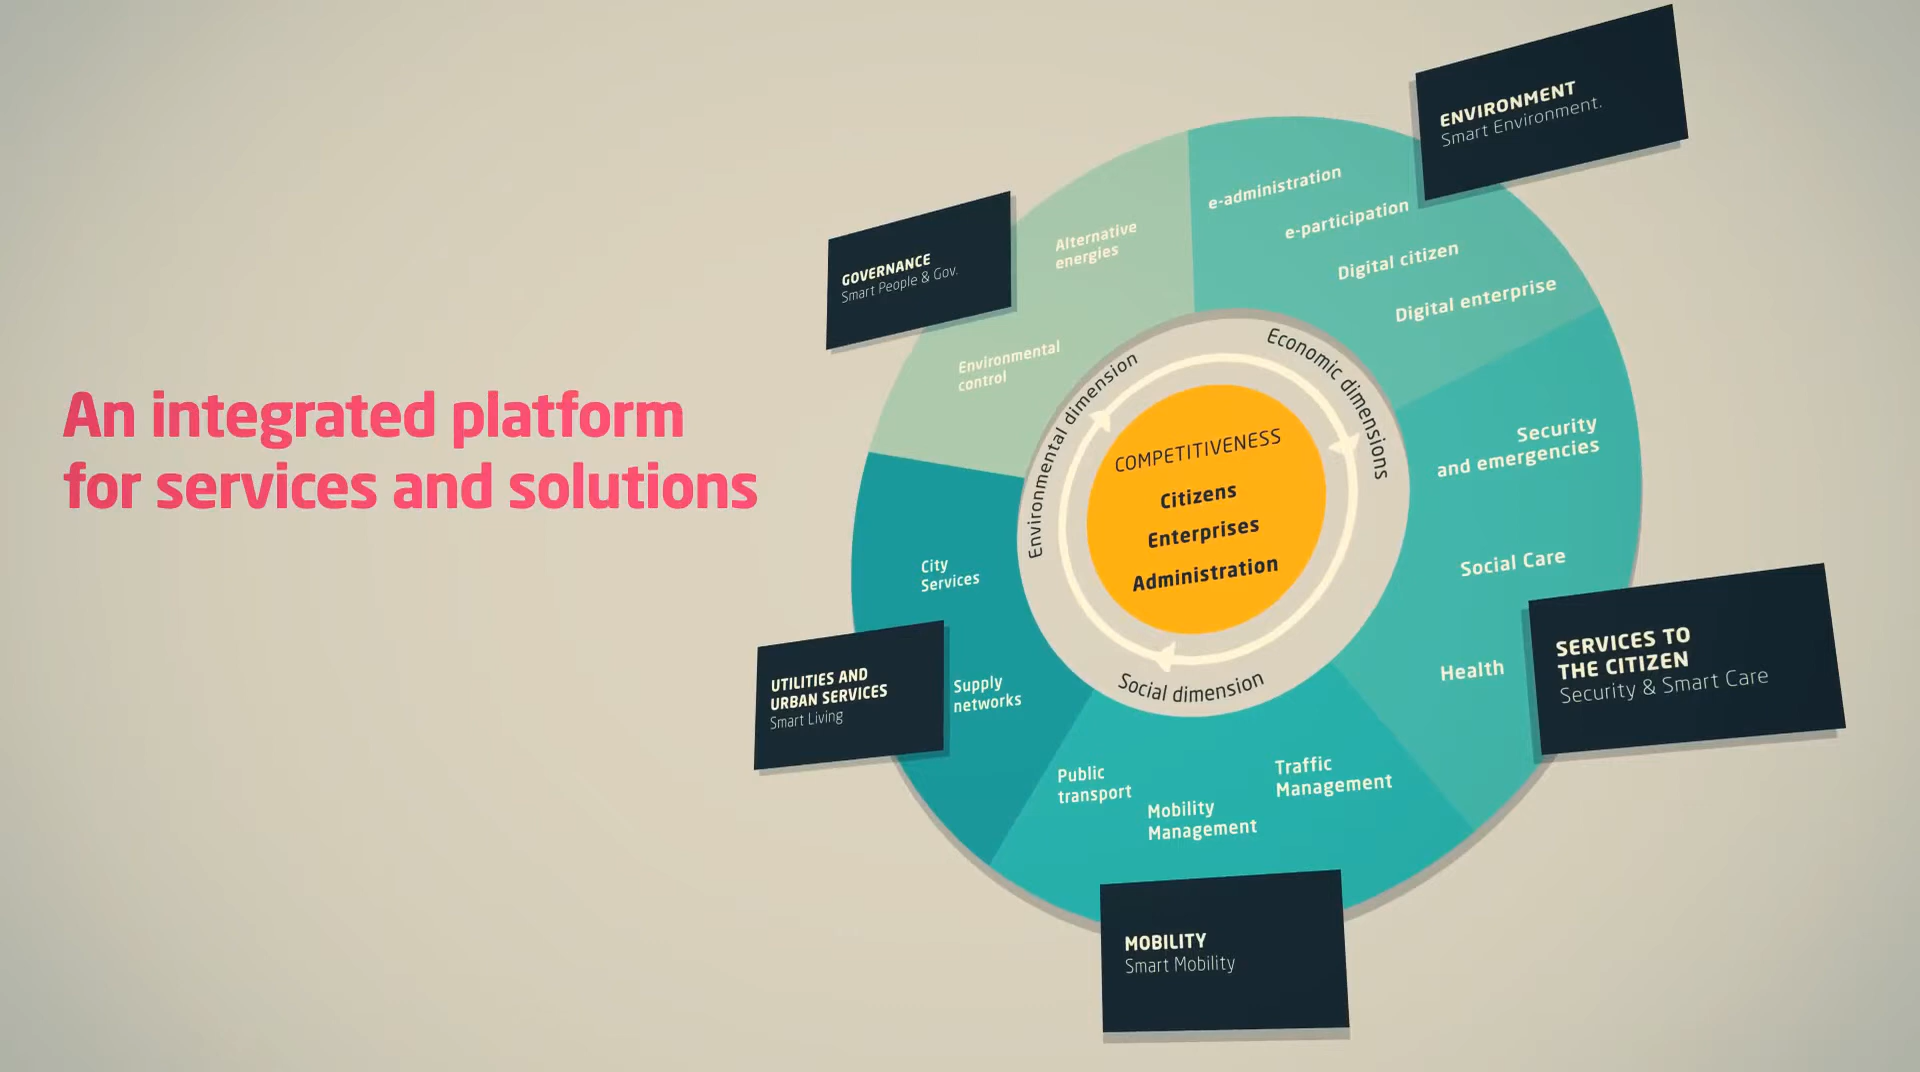 An integrated platform
for services and solutions
ENVIRONMENT
Smart Environment.
GOVERNANCE
Smart People & Gov.
Alternative
energies
Environmental
control
e-administration
e-participation
Digital citizen
Digital enterprise
Security
and emergencies
Social Care
Health
SERVICES TO
THE CITIZEN
Security & Smart Care
Environmental dimension
Economic dimensions
Social dimension
COMPETITIVENESS
Citizens
Enterprises
Administration
City
Services
UTILITIES AND
URBAN SERVICES
Smart Living
Supply
networks
Public
transport
Mobility
Management
Traffic
Management
MOBILITY
Smart Mobility